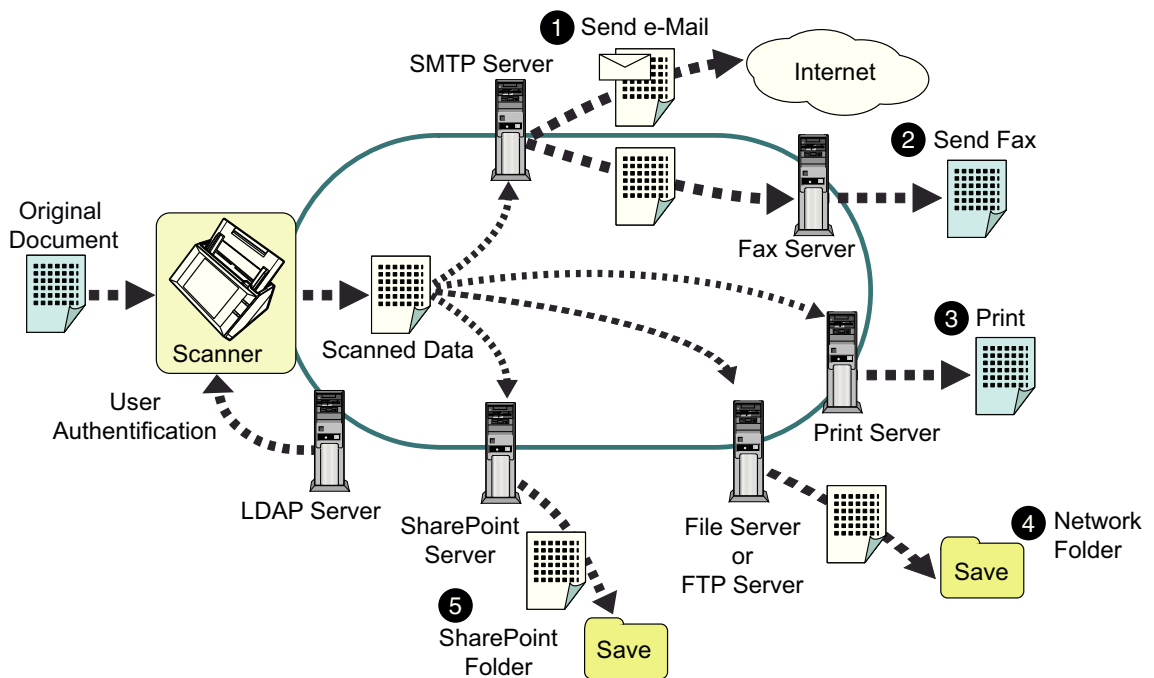 1 Send e-Mail
SMTP Server
Internet
2 Send Fax
Original
Document
Fax Server
3 Print
Scanner
Scanned Data
User
Authentification
Print Server
LDAP Server
SharePoint
Server
File Server
or
FTP Server
4 Network
Folder
Save
5
SharePoint
Folder
Save